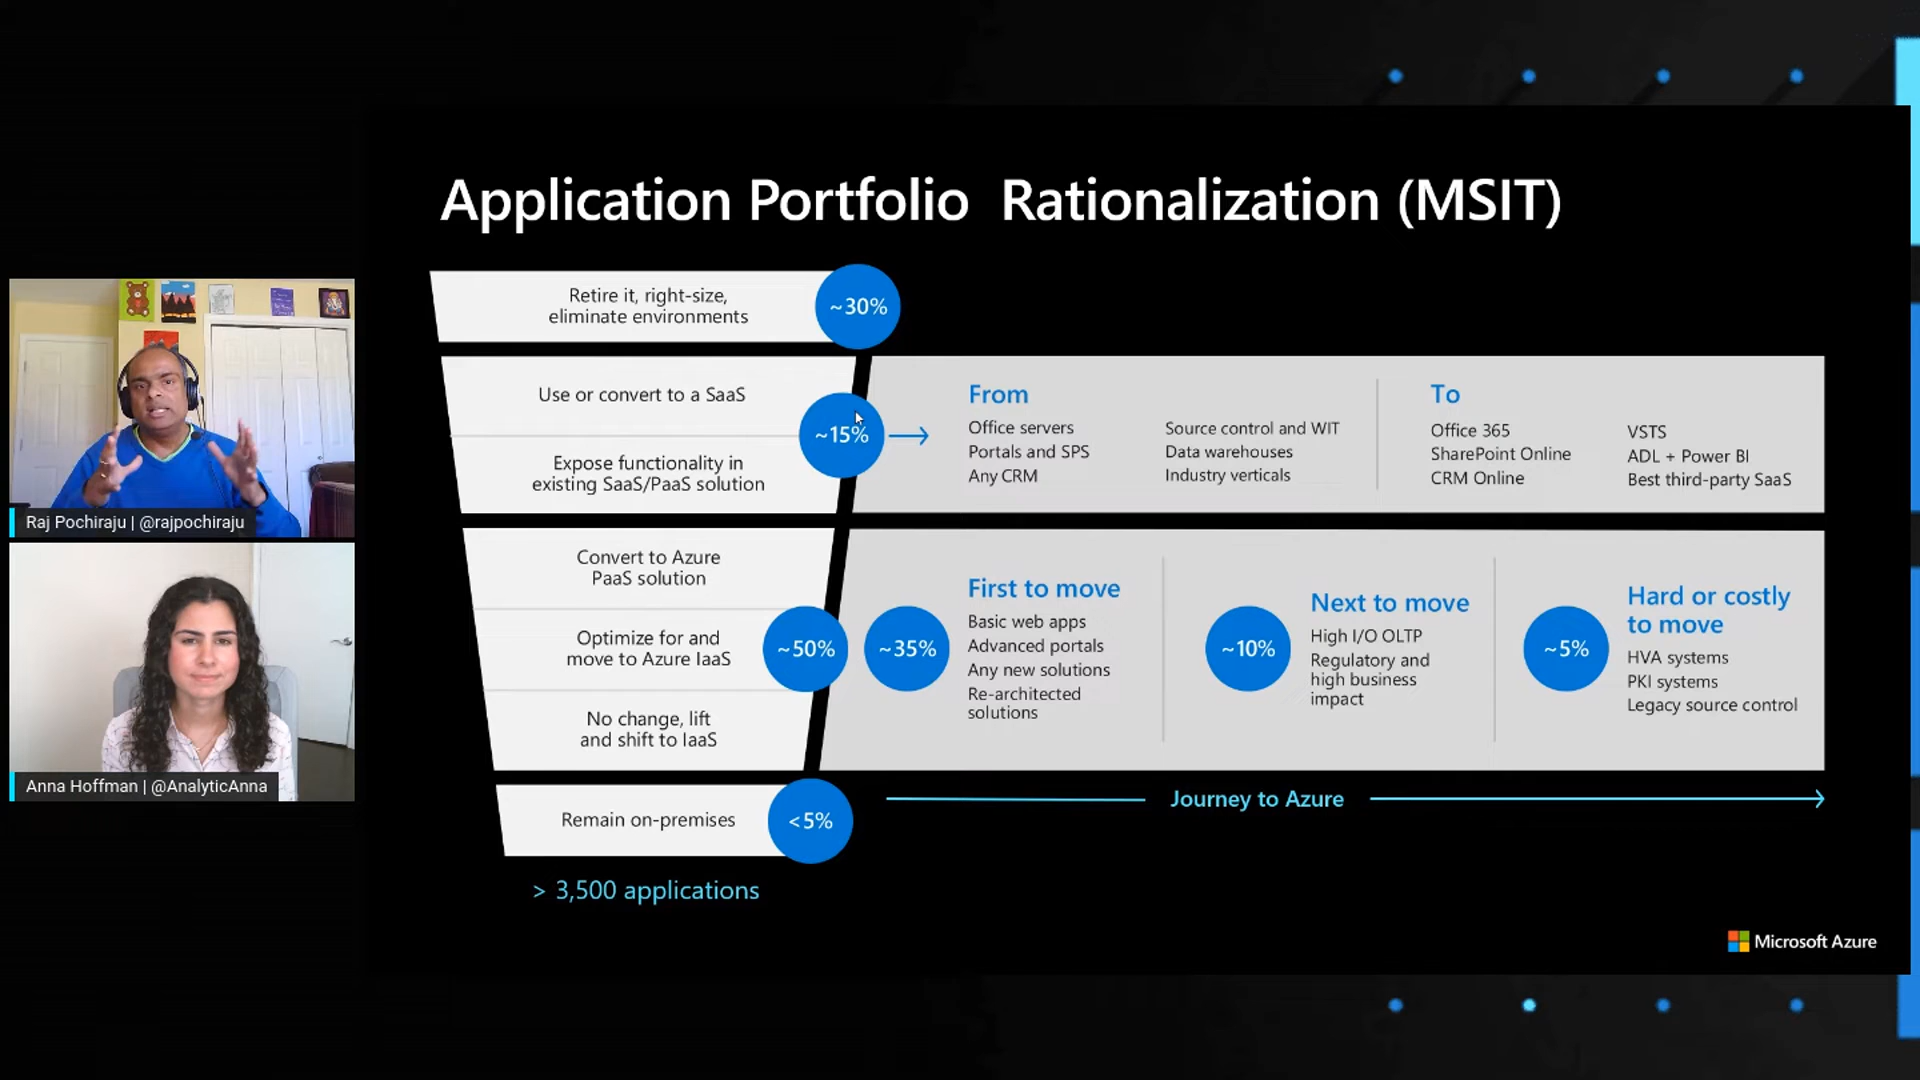 Application Portfolio Rationalization (MSIT)
Retire it, right-size,
eliminate environments
~30%
Use or convert to a SaaS
Expose functionality in
existing SaaS/PaaS solution
~15%
From
Office servers
Portals and SPS
Any CRM
Source control and WIT
Data warehouses
Industry verticals
To
Office 365
SharePoint Online
CRM Online
VSTS
ADL + Power BI
Best third-party SaaS
Convert to Azure
PaaS solution
Optimize for and
move to Azure IaaS
No change, lift
and shift to IaaS
~50%
~35%
First to move
Basic web apps
Advanced portals
Any new solutions
Re-architected
solutions
~10%
Next to move
High I/O OLTP
Regulatory and
high business
impact
~5%
Hard or costly
to move
HVA systems
PKI systems
Legacy source control
Remain on-premises
<5%
Journey to Azure
> 3,500 applications
Microsoft Azure
Raj Pochiraju | @rajpochiraju
Anna Hoffman | @AnalyticAnna